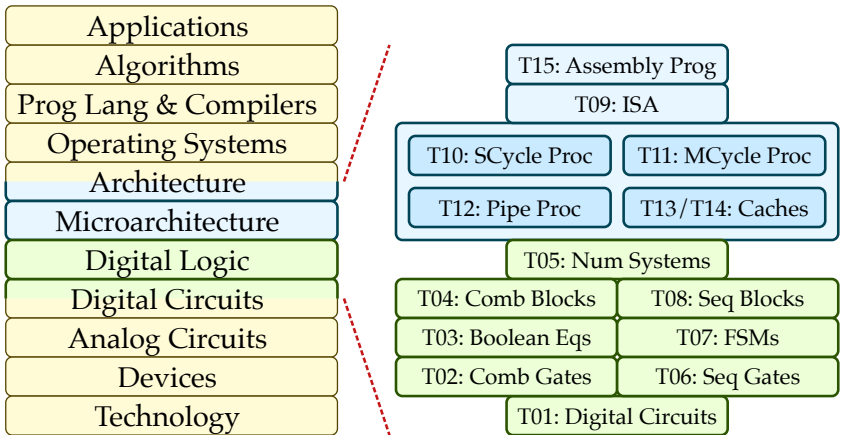 Applications
Algorithms
Prog Lang & Compilers
Operating Systems
Architecture
Microarchitecture
Digital Logic
Digital Circuits
Analog Circuits
Devices
Technology
T15: Assembly Prog
T09: ISA
T10: SCycle Proc
T11: MCycle Proc
T12: Pipe Proc
T13/T14: Caches
T05: Num Systems
T04: Comb Blocks
T08: Seq Blocks
T03: Boolean Eqs
T07: FSMs
T02: Comb Gates
T06: Seq Gates
T01: Digital Circuits